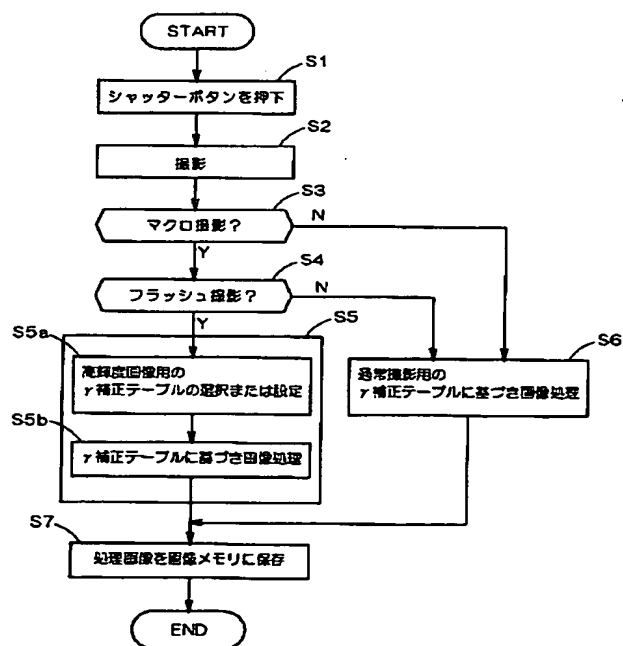 START
S1
シャッターボタンを押下
S2
撮影
S3
マクロ撮影?
N
Y
S4
フラッシュ撮影?
N
Y
S5
S5a
高輝度画像用の
γ補正テーブルの選択または設定
S6
通常撮影用の
γ補正テーブルに基づき画像処理
S5b
γ補正テーブルに基づき画像処理
S7
処理画像を画像メモリに保存
END